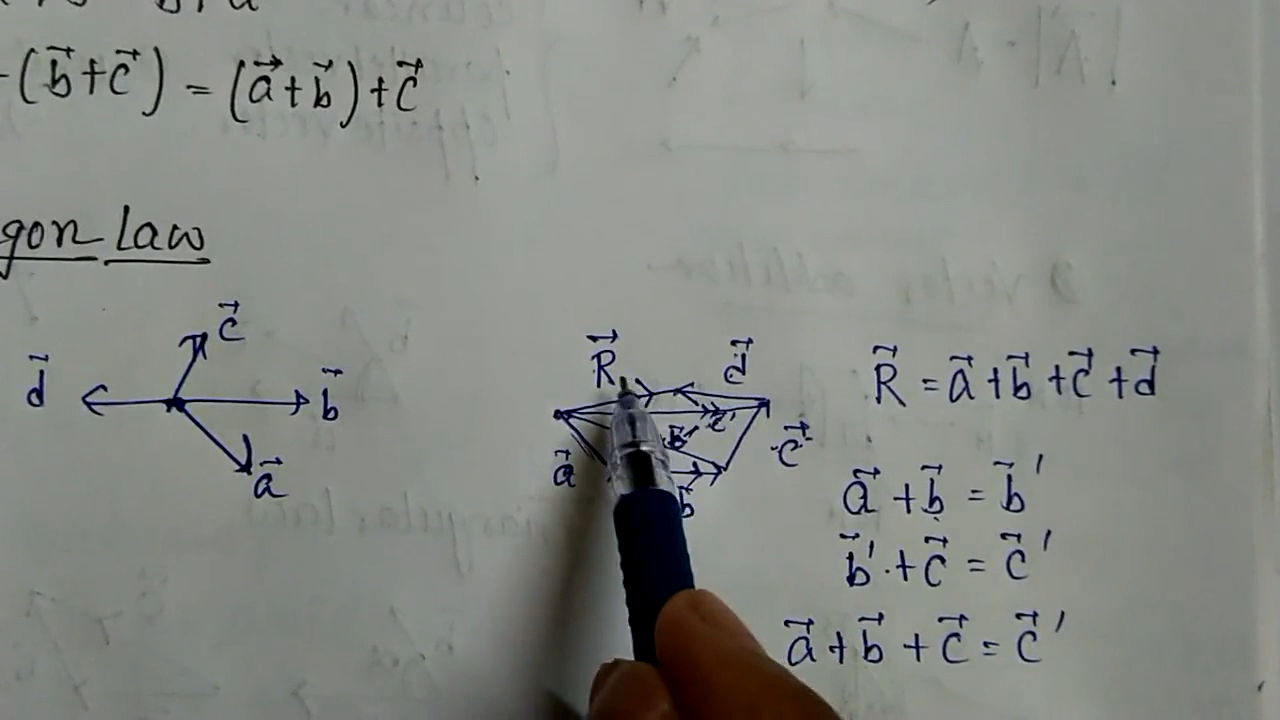 (b⃗+c⃗) = (a⃗+b⃗)+c⃗
gon law
c⃗
d⃗
b⃗
a⃗
R⃗
d⃗
c⃗'
b⃗'
c⃗
a⃗
b⃗
R⃗ = a⃗+b⃗+c⃗+d⃗
a⃗+b⃗ = b⃗'
b⃗'+c⃗ = c⃗'
a⃗+b⃗+c⃗ = c⃗'